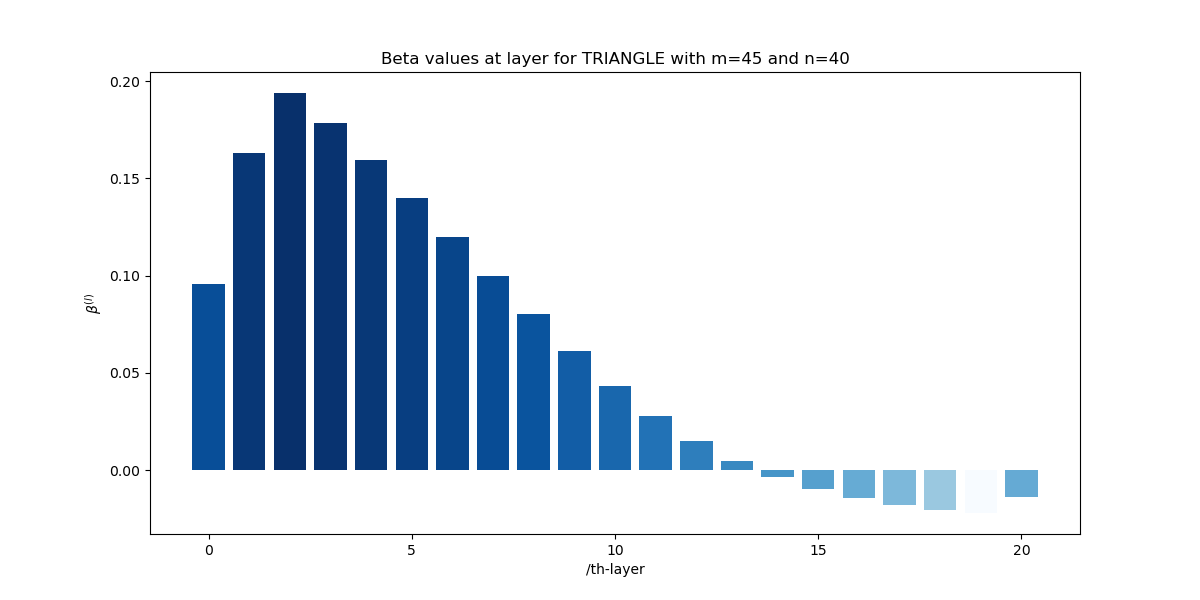 Beta values at layer for TRIANGLE with m=45 and n=40
0.20
0.15
0.10
0.05
0.00
β^(l)
0 5 10 15 20
/th-layer